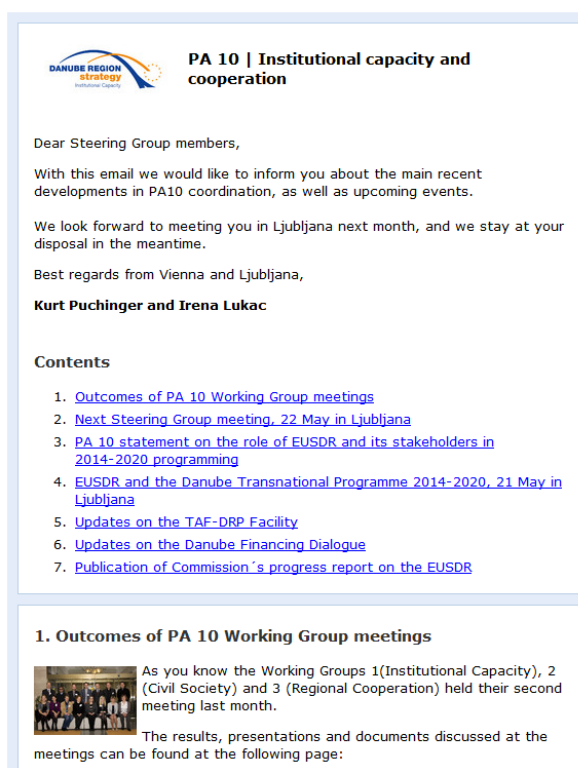 DANUBE REGION
strategy
Institutional Capacity
PA 10 | Institutional capacity and
cooperation
Dear Steering Group members,
With this email we would like to inform you about the main recent
developments in PA10 coordination, as well as upcoming events.
We look forward to meeting you in Ljubljana next month, and we stay at your
disposal in the meantime.
Best regards from Vienna and Ljubljana,
Kurt Puchinger and Irena Lukac
Contents
1. Outcomes of PA 10 Working Group meetings
2. Next Steering Group meeting, 22 May in Ljubljana
3. PA 10 statement on the role of EUSDR and its stakeholders in
2014-2020 programming
4. EUSDR and the Danube Transnational Programme 2014-2020, 21 May in
Ljubljana
5. Updates on the TAF-DRP Facility
6. Updates on the Danube Financing Dialogue
7. Publication of Commission´s progress report on the EUSDR
1. Outcomes of PA 10 Working Group meetings
As you know the Working Groups 1(Institutional Capacity), 2
(Civil Society) and 3 (Regional Cooperation) held their second
meeting last month.
The results, presentations and documents discussed at the
meetings can be found at the following page: